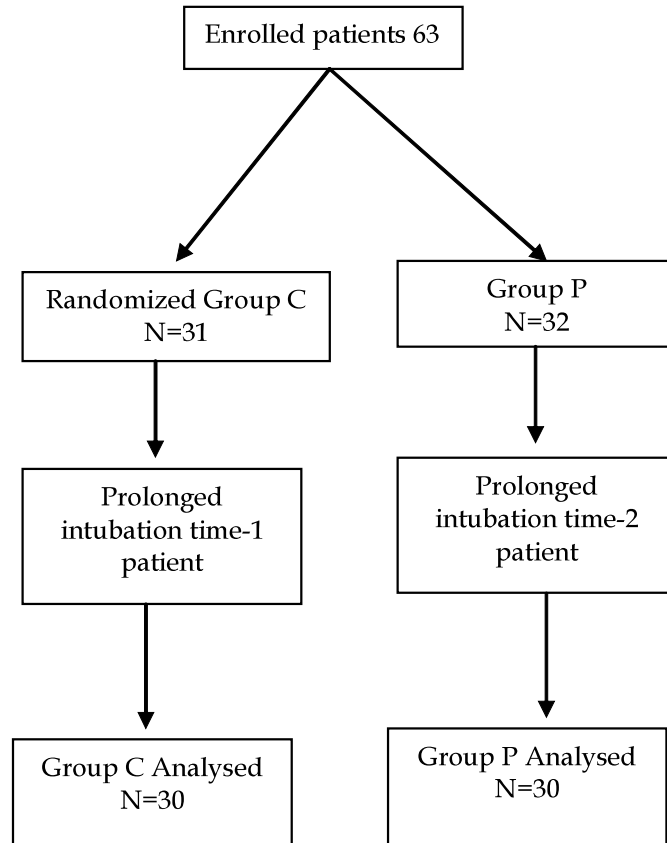 Enrolled patients 63
Randomized Group C
N=31
Group P
N=32
Prolonged
intubation time-1
patient
Prolonged
intubation time-2
patient
Group C Analysed
N=30
Group P Analysed
N=30